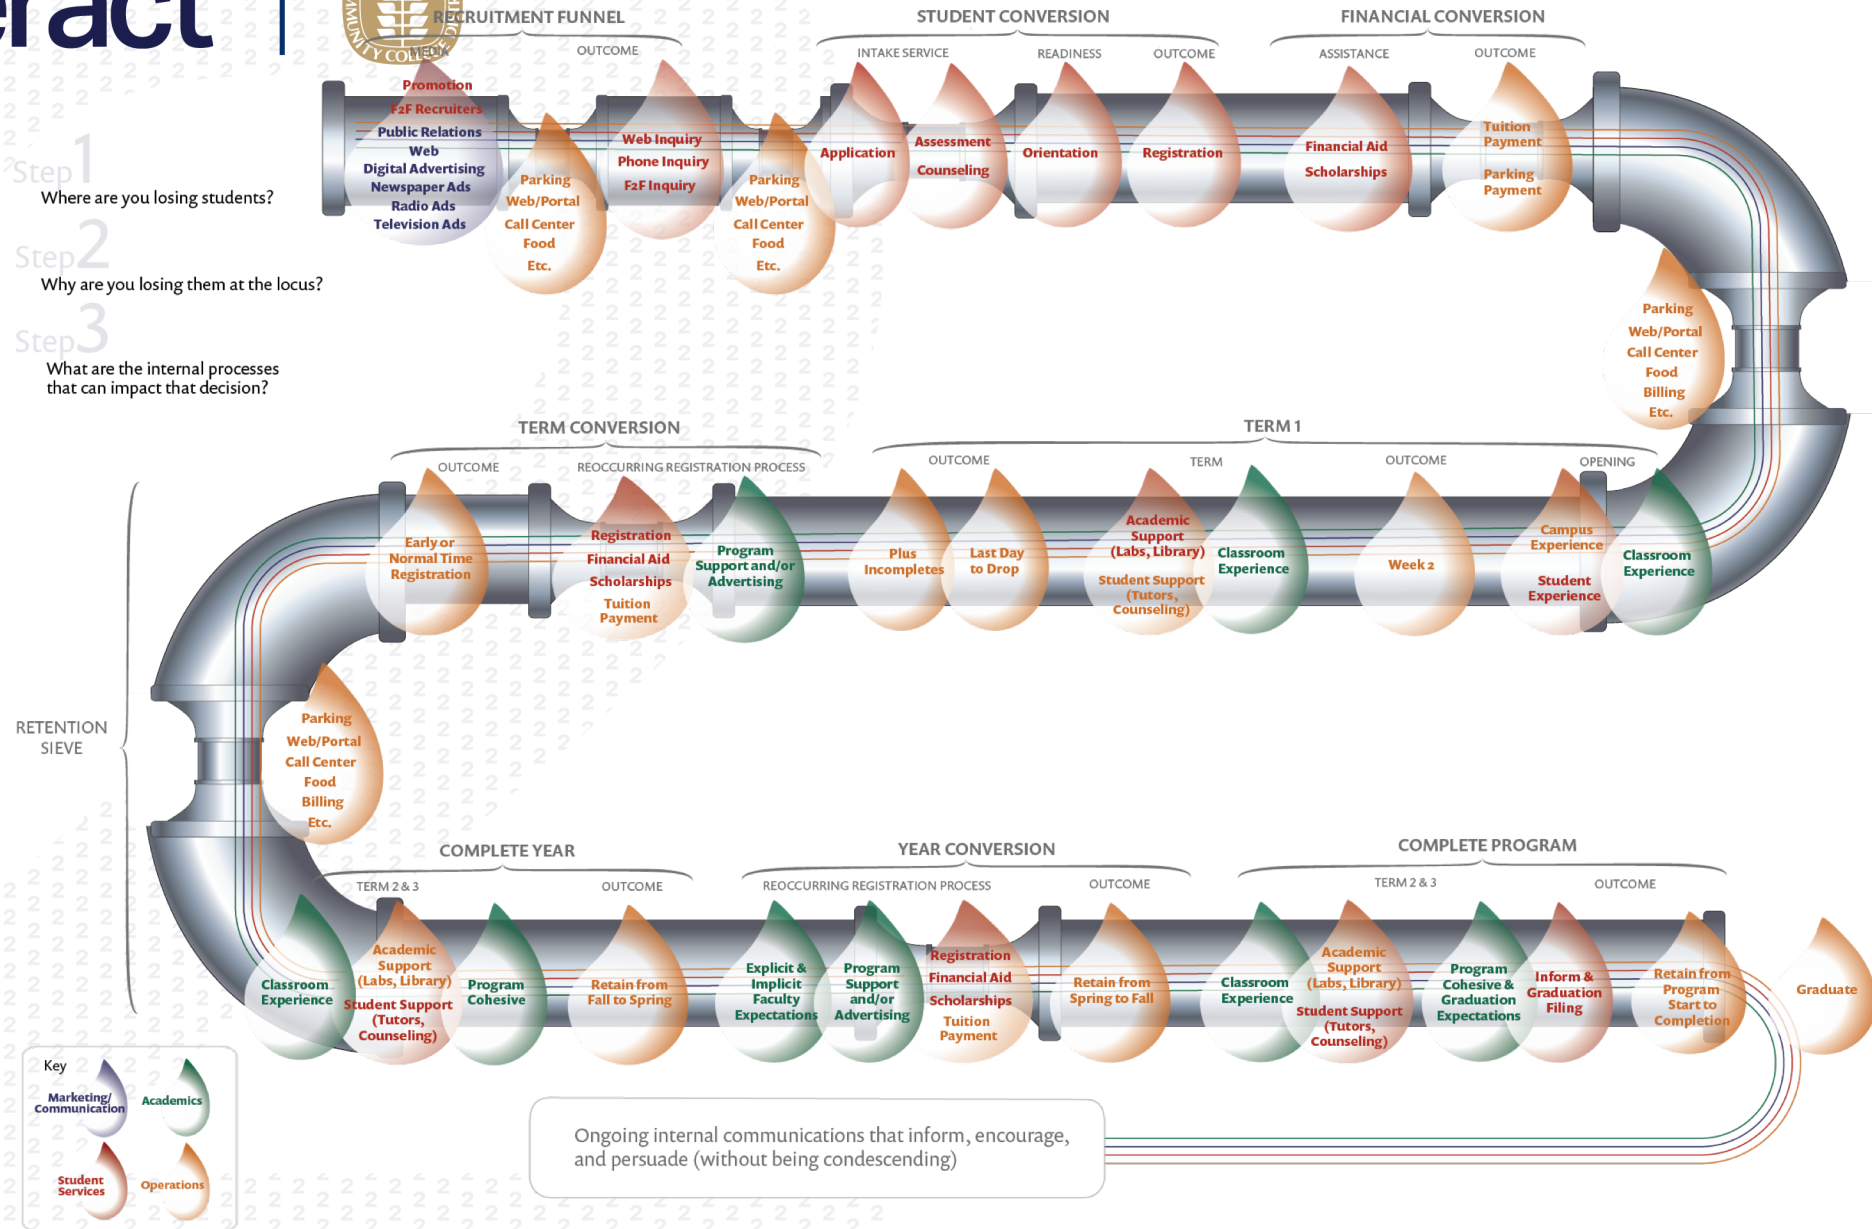 eract
MMUNITY COLLEGE DI
RECRUITMENT FUNNEL
MEDIA
OUTCOME
Promotion
F2F Recruiters
Public Relations
Web
Digital Advertising
Newspaper Ads
Radio Ads
Television Ads
Parking
Web/Portal
Call Center
Food
Etc.
Web Inquiry
Phone Inquiry
F2F Inquiry
Parking
Web/Portal
Call Center
Food
Etc.
STUDENT CONVERSION
INTAKE SERVICE
READINESS
OUTCOME
Application
Assessment
Counseling
Orientation
Registration
FINANCIAL CONVERSION
ASSISTANCE
OUTCOME
Financial Aid
Scholarships
Tuition
Payment
Parking
Payment
Step 1
Where are you losing students?
Step 2
Why are you losing them at the locus?
Step 3
What are the internal processes
that can impact that decision?
Parking
Web/Portal
Call Center
Food
Billing
Etc.
TERM CONVERSION
OUTCOME
REOCCURRING REGISTRATION PROCESS
Early or
Normal Time
Registration
Registration
Financial Aid
Scholarships
Tuition
Payment
Program
Support and/or
Advertising
TERM 1
OUTCOME
TERM
OUTCOME
OPENING
Plus
Incompletes
Last Day
to Drop
Academic
Support
(Labs, Library)
Student Support
(Tutors,
Counseling)
Classroom
Experience
Week 2
Campus
Experience
Student
Experience
Classroom
Experience
RETENTION
SIEVE
Parking
Web/Portal
Call Center
Food
Billing
Etc.
COMPLETE YEAR
TERM 2 & 3
OUTCOME
Classroom
Experience
Academic
Support
(Labs, Library)
Student Support
(Tutors,
Counseling)
Program
Cohesive
Retain from
Fall to Spring
YEAR CONVERSION
REOCCURRING REGISTRATION PROCESS
OUTCOME
Explicit &
Implicit
Faculty
Expectations
Program
Support
and/or
Advertising
Registration
Financial Aid
Scholarships
Tuition
Payment
Retain from
Spring to Fall
COMPLETE PROGRAM
TERM 2 & 3
OUTCOME
Classroom
Experience
Academic
Support
(Labs, Library)
Student Support
(Tutors,
Counseling)
Program
Cohesive &
Graduation
Expectations
Inform &
Graduation
Filing
Retain from
Program
Start to
Completion
Graduate
Key
Marketing/
Communication
Academics
Student
Services
Operations
Ongoing internal communications that inform, encourage,
and persuade (without being condescending)